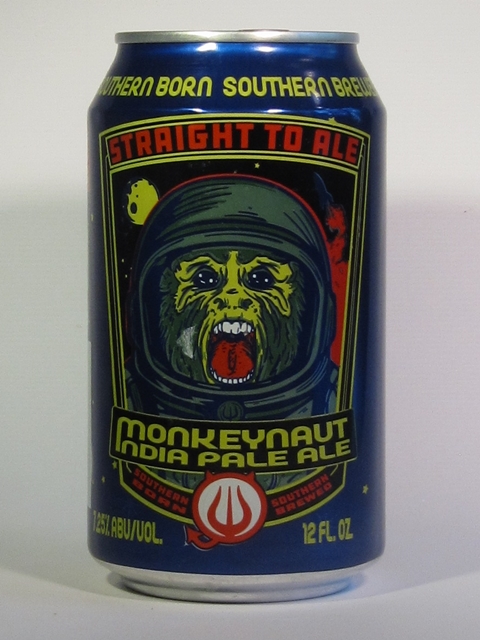 SOUTHERN BORN SOUTHERN BREWED
STRAIGHT TO ALE
MONKEYNAUT
INDIA PALE ALE
SOUTHERN BORN
SOUTHERN BREWED
7.25% ABU/VOL.
12 FL. OZ.